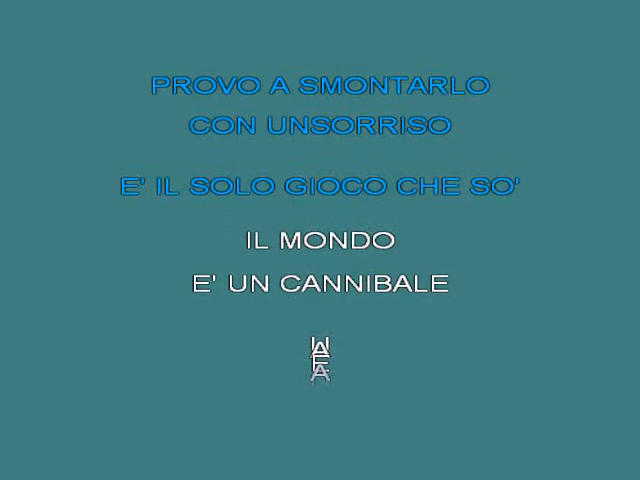 PROVO A SMONTARLO
CON UNSORRISO
E' IL SOLO GIOCO CHE SO'
IL MONDO
E' UN CANNIBALE